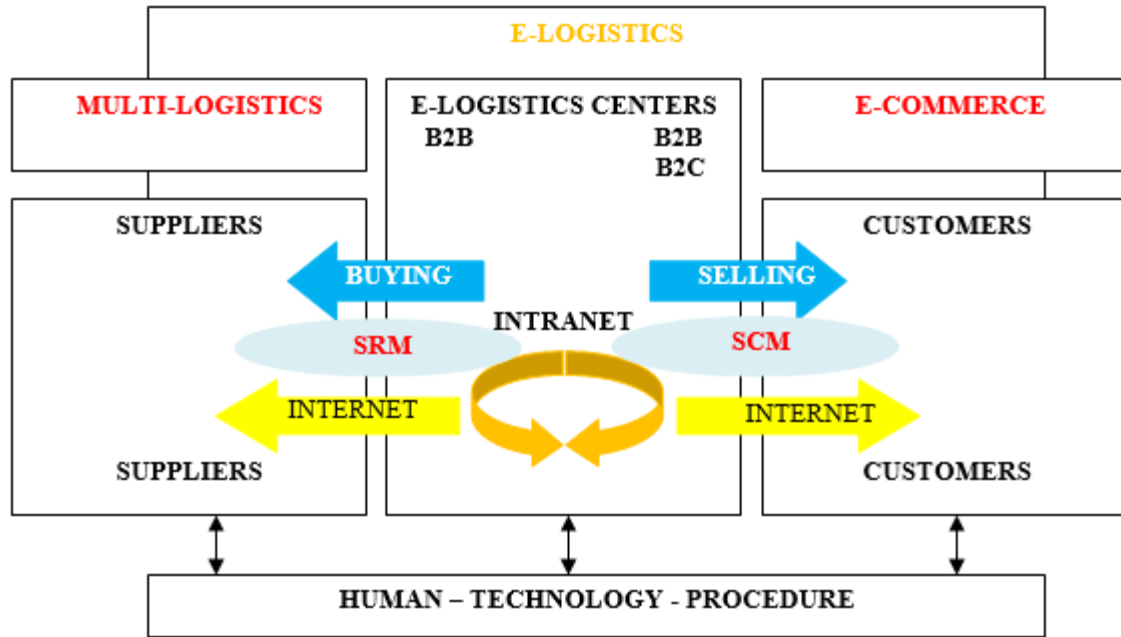 E-LOGISTICS
MULTI-LOGISTICS
E-LOGISTICS CENTERS
E-COMMERCE
B2B
B2B
B2C
SUPPLIERS
CUSTOMERS
BUYING
SELLING
INTRANET
SRM
SCM
INTERNET
INTERNET
SUPPLIERS
CUSTOMERS
HUMAN – TECHNOLOGY - PROCEDURE